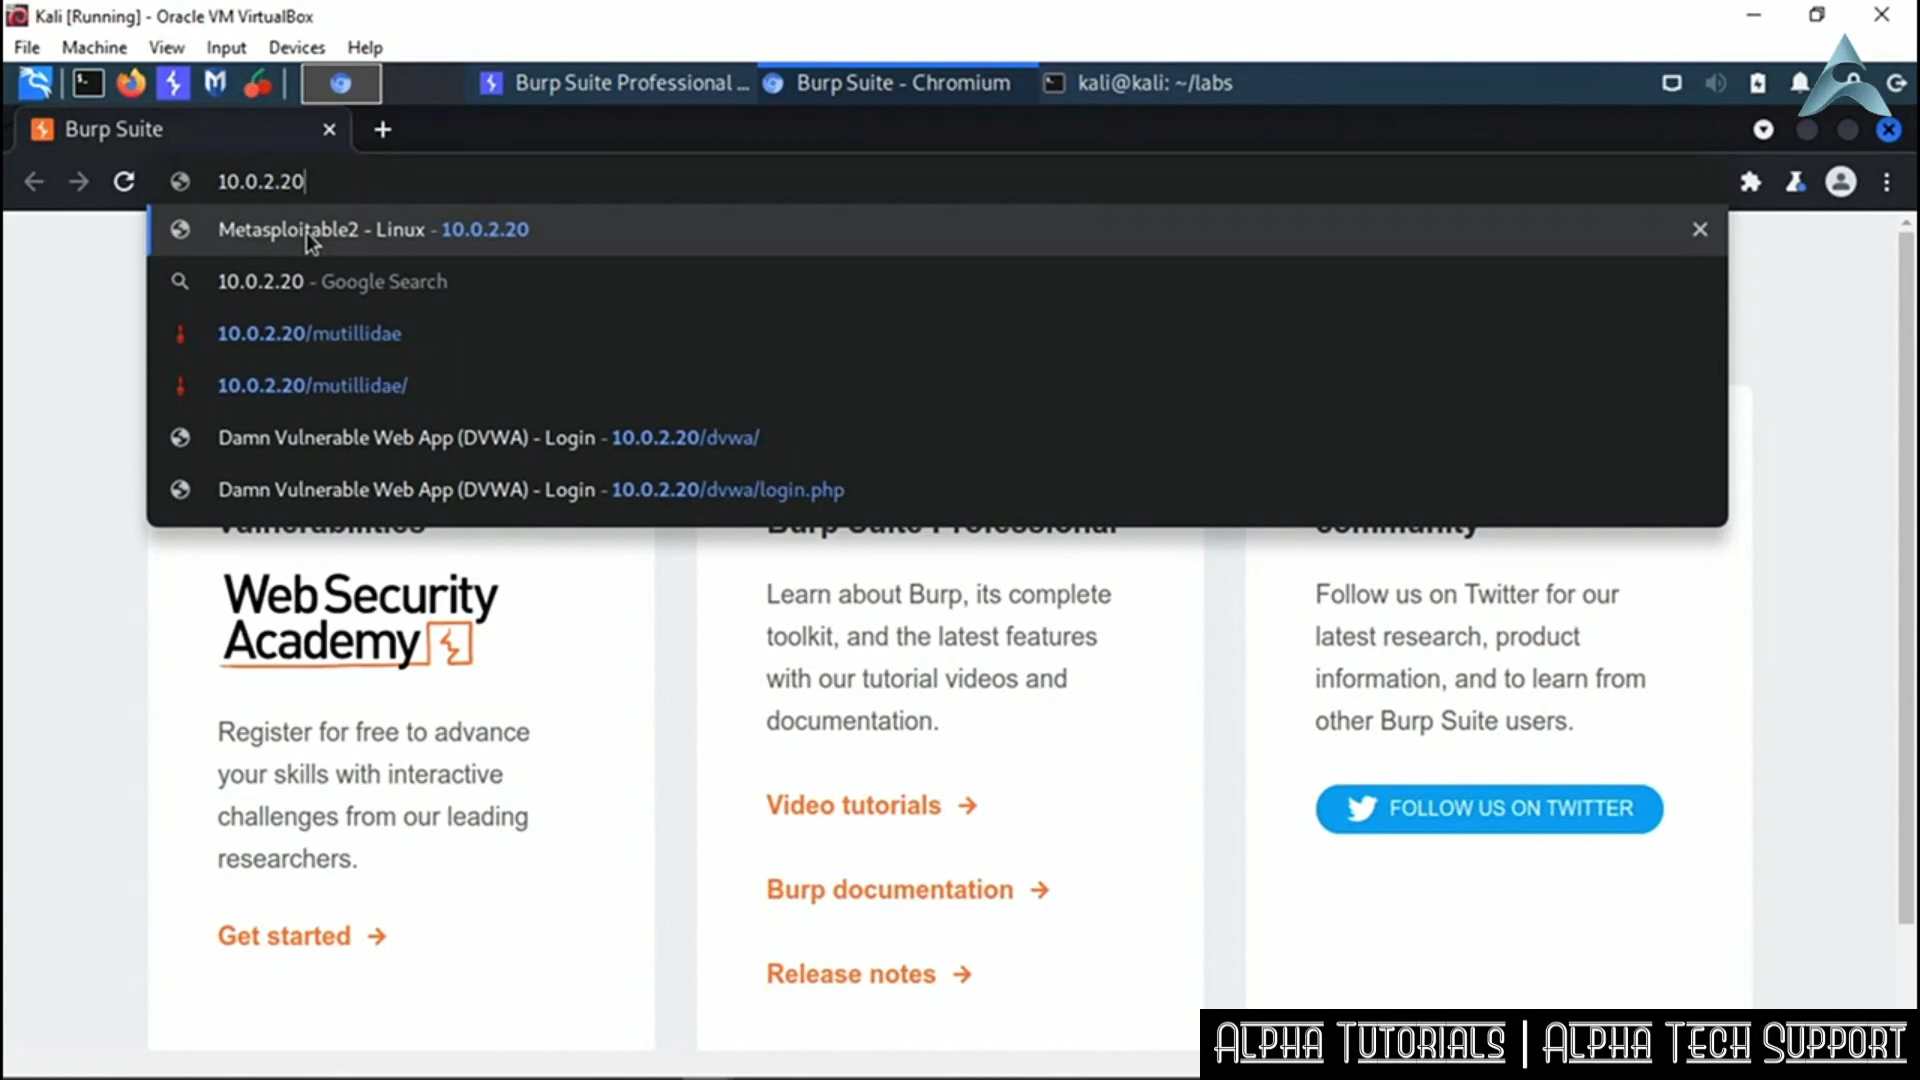 Kali [Running] - Oracle VM VirtualBox
File Machine View Input Devices Help
Burp Suite Professional ... Burp Suite - Chromium kali@kali: ~/labs
Burp Suite
10.0.2.20
Metasploitable2 - Linux - 10.0.2.20
10.0.2.20 - Google Search
10.0.2.20/mutillidae
10.0.2.20/mutillidae/
Damn Vulnerable Web App (DVWA) - Login - 10.0.2.20/dvwa/
Damn Vulnerable Web App (DVWA) - Login - 10.0.2.20/dvwa/login.php
vulnerabilities
Web Security
Academy
Register for free to advance
your skills with interactive
challenges from our leading
researchers.
Get started →
Burp Suite Professional
Learn about Burp, its complete
toolkit, and the latest features
with our tutorial videos and
documentation.
Video tutorials →
Burp documentation →
Release notes →
community
Follow us on Twitter for our
latest research, product
information, and to learn from
other Burp Suite users.
FOLLOW US ON TWITTER
ALPHA TUTORIALS | ALPHA TECH SUPPORT